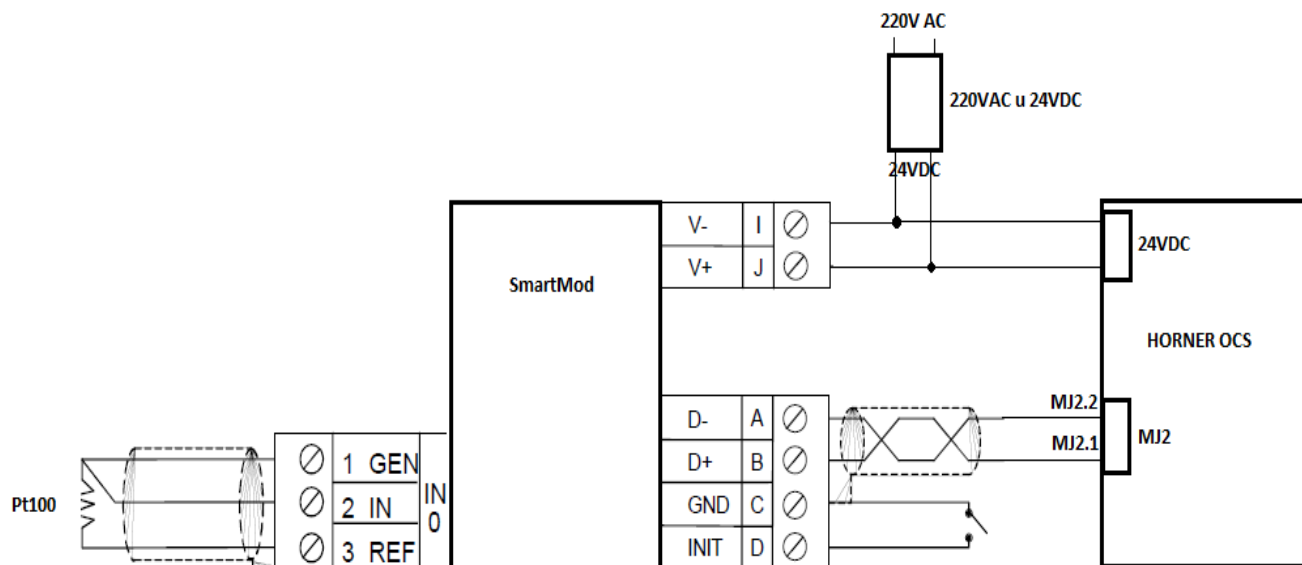 220V AC
220VAC u 24VDC
24VDC
V- I
V+ J
24VDC
SmartMod
HORNER OCS
D- A
D+ B
GND C
INIT D
MJ2.2
MJ2.1
MJ2
Pt100
1 GEN
2 IN
3 REF
IN
0